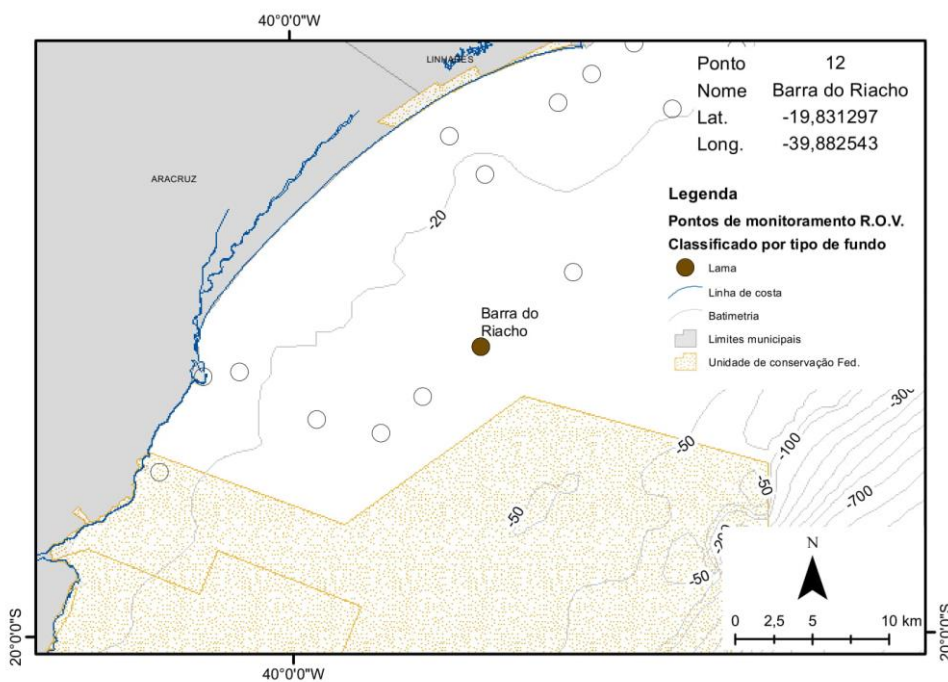 40°0'0"W
LINHARES
Ponto 12
Nome Barra do Riacho
Lat. -19,831297
Long. -39,882543
ARACRUZ
Legenda
Pontos de monitoramento R.O.V.
Classificado por tipo de fundo
Lama
Linha de costa
Batimetria
Limites municipais
Unidade de conservação Fed.
-20
Barra do
Riacho
-50
-100
-300
-50
-700
-50
-200
-50
N
0 2,5 5 10 km
20°0'0"S
20°0'0"S
40°0'0"W